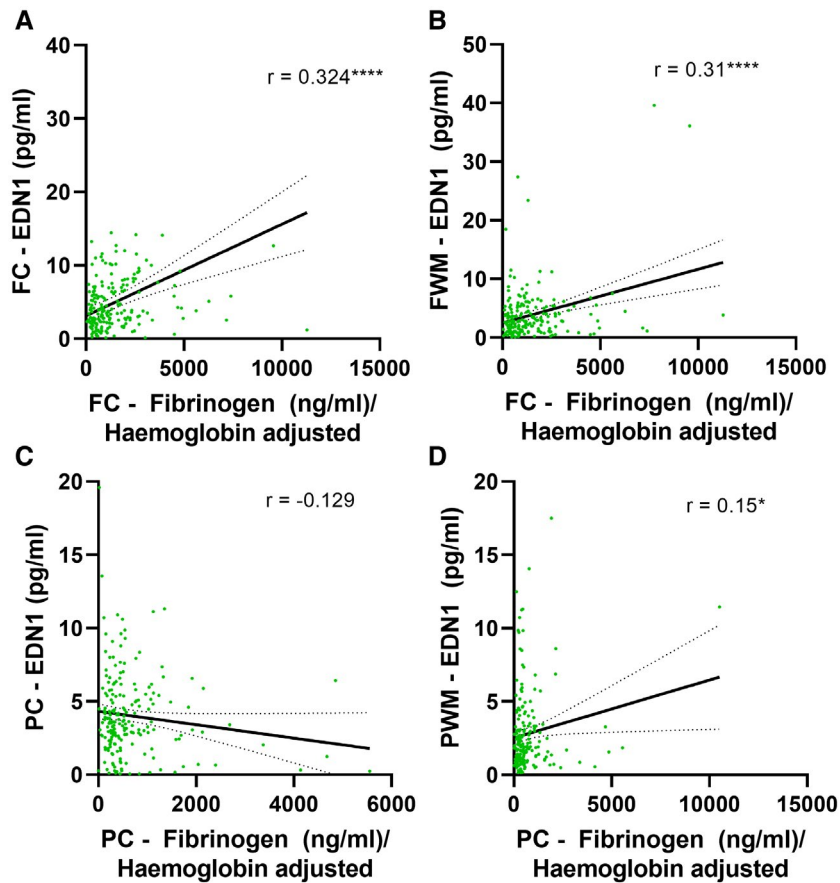 A
FC - EDN1 (pg/ml)
40
30
20
10
0
r = 0.324****
0 5000 10000 15000
FC - Fibrinogen (ng/ml)/
Haemoglobin adjusted
B
FWM - EDN1 (pg/ml)
50
40
30
20
10
0
r = 0.31****
0 5000 10000 15000
FC - Fibrinogen (ng/ml)/
Haemoglobin adjusted
C
PC - EDN1 (pg/ml)
20
15
10
5
0
r = -0.129
0 2000 4000 6000
PC - Fibrinogen (ng/ml)/
Haemoglobin adjusted
D
PWM - EDN1 (pg/ml)
20
15
10
5
0
r = 0.15*
0 5000 10000 15000
PC - Fibrinogen (ng/ml)/
Haemoglobin adjusted